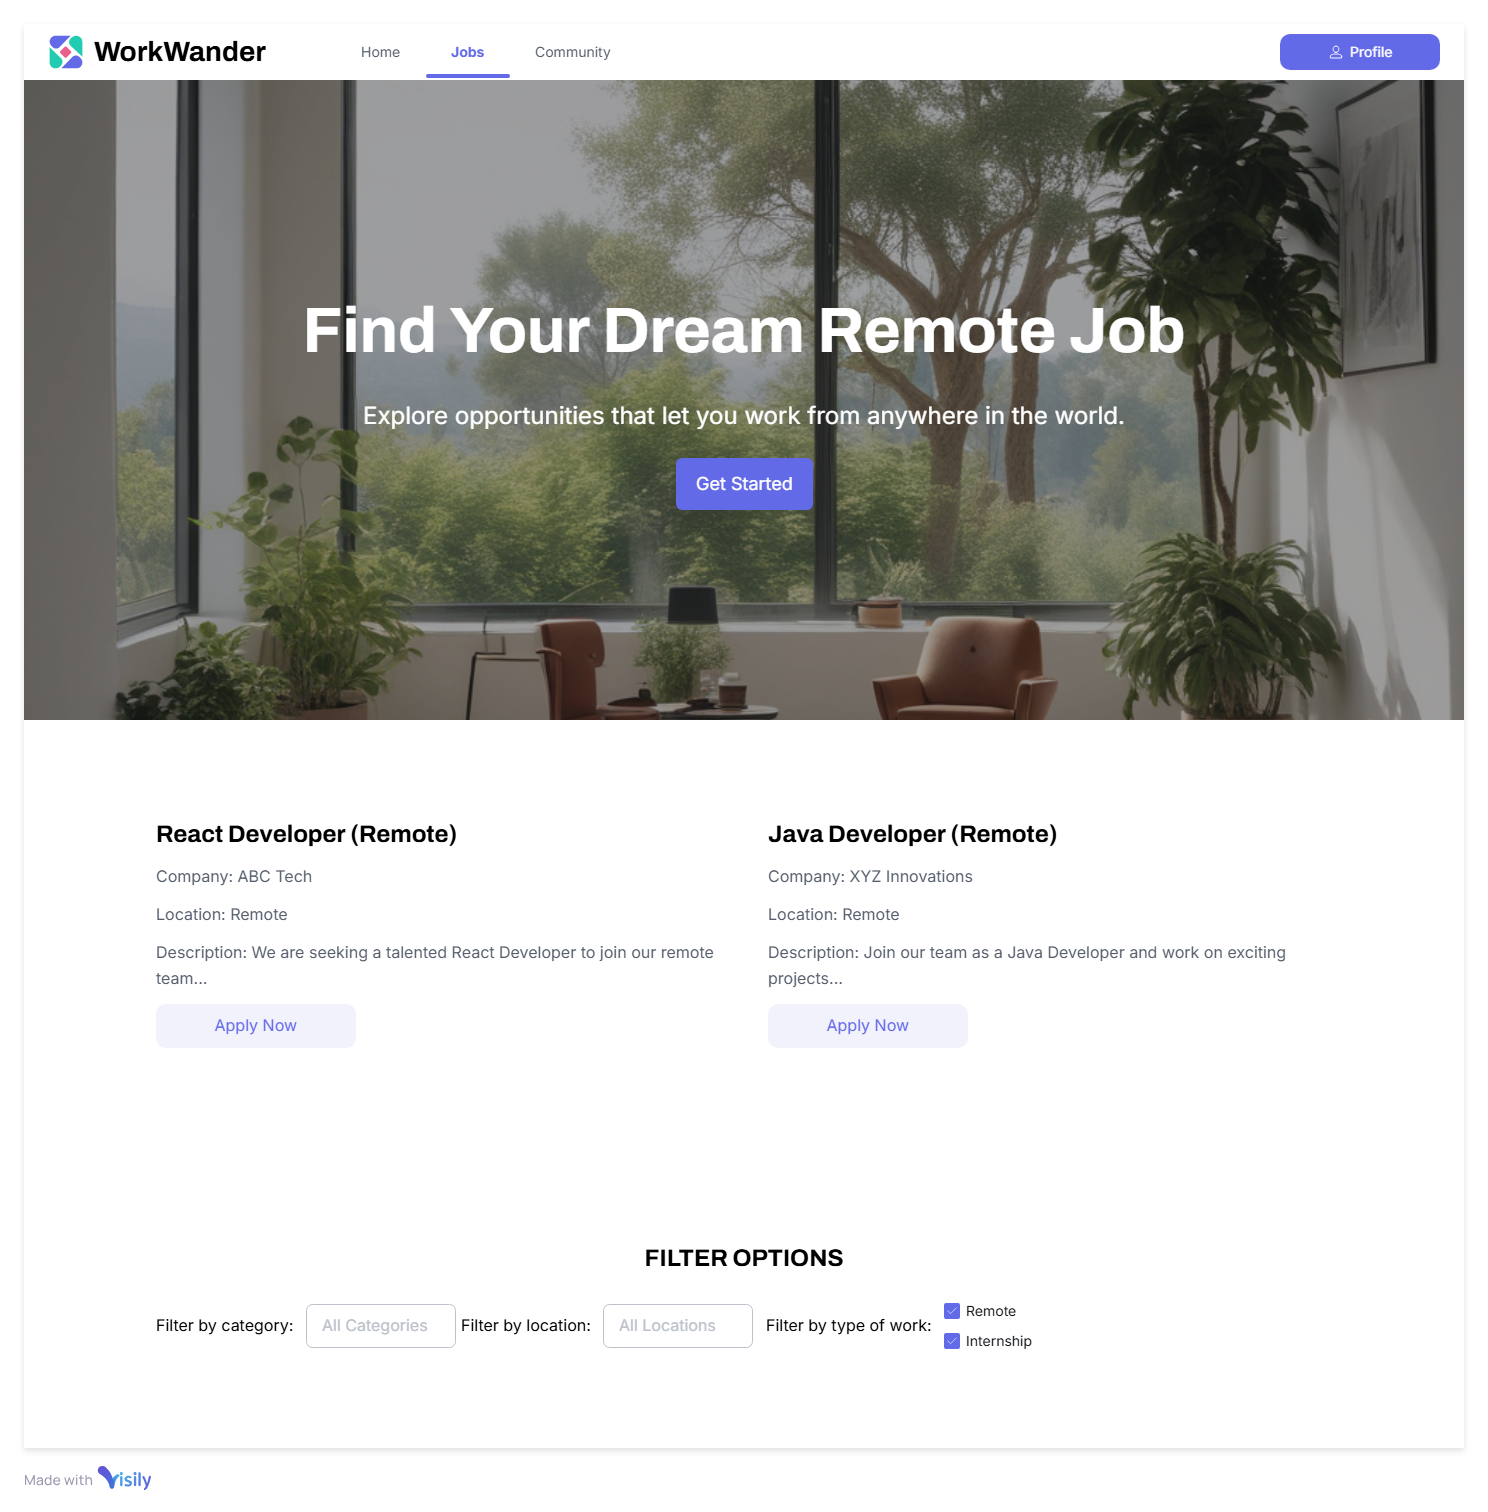 WorkWander
Home
Jobs
Community
Profile
Find Your Dream Remote Job
Explore opportunities that let you work from anywhere in the world.
Get Started
React Developer (Remote)
Company: ABC Tech
Location: Remote
Description: We are seeking a talented React Developer to join our remote
team...
Apply Now
Java Developer (Remote)
Company: XYZ Innovations
Location: Remote
Description: Join our team as a Java Developer and work on exciting
projects...
Apply Now
FILTER OPTIONS
Filter by category:
All Categories
Filter by location:
All Locations
Filter by type of work:
Remote
Internship
Made with Visily